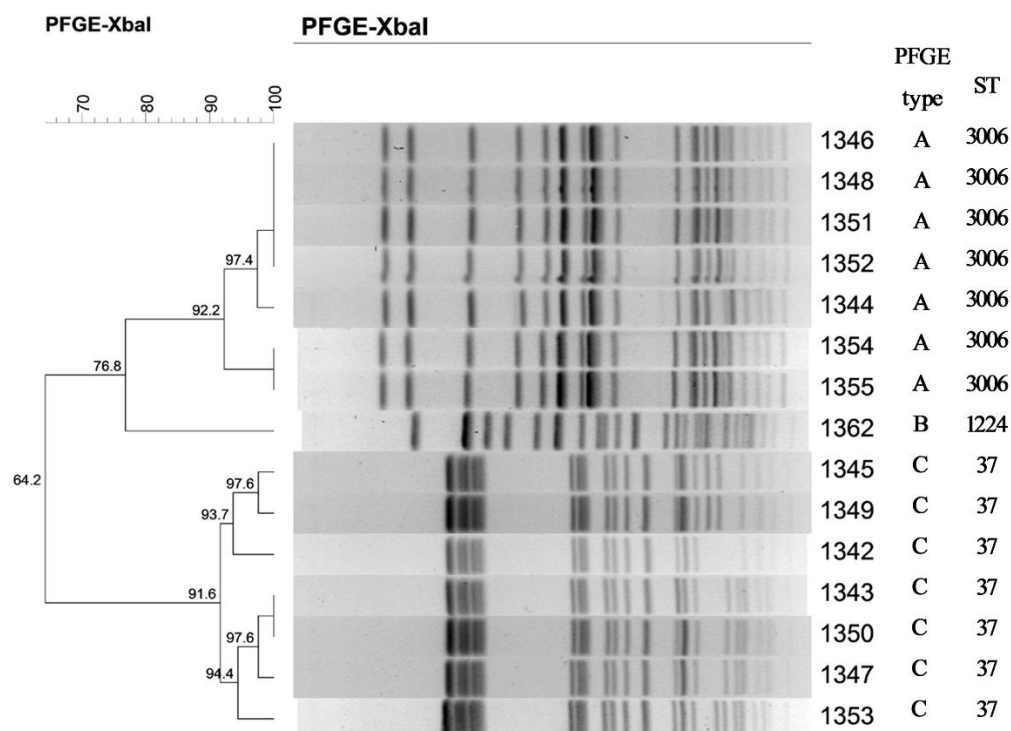 PFGE-XbaI
PFGE-XbaI
PFGE
type
ST
70
80
90
100
1346 A 3006
1348 A 3006
1351 A 3006
1352 A 3006
97.4
1344 A 3006
92.2
1354 A 3006
76.8
1355 A 3006
1362 B 1224
64.2
1345 C 37
97.6
1349 C 37
93.7
1342 C 37
91.6
1343 C 37
1350 C 37
97.6
1347 C 37
94.4
1353 C 37